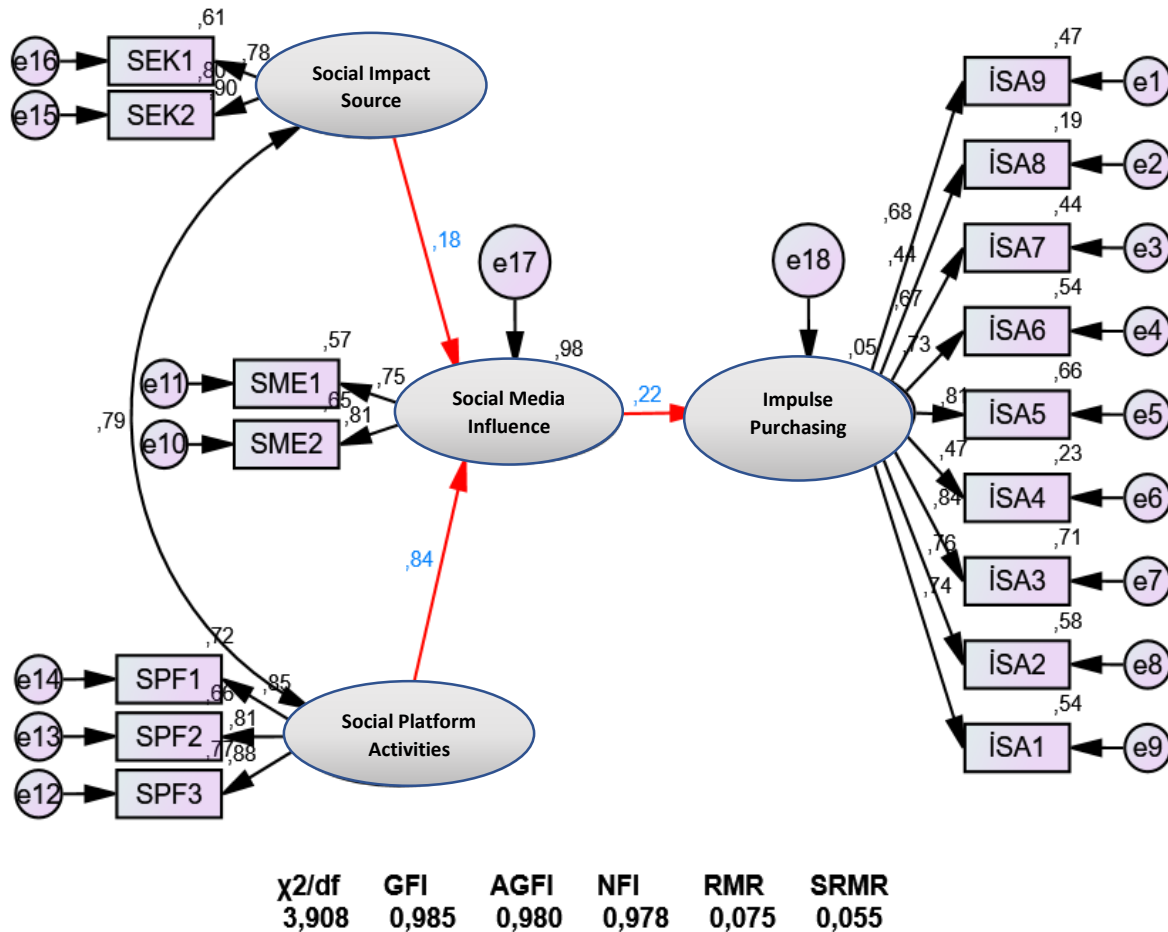 ,61
e16 SEK1 ,78
,80
e15 SEK2 ,90
Social Impact
Source
,47
İSA9 e1
,19
İSA8 e2
,44
İSA7 e3
,54
İSA6 e4
,66
İSA5 e5
,23
İSA4 e6
,71
İSA3 e7
,58
İSA2 e8
,54
İSA1 e9
,68
,44
,67
,73
,81
,47
,84
,76
,74
,18
e17
e18
,57
e11 SME1 ,75
,65
e10 SME2 ,81
,98
Social Media
Influence
,22
,05
Impulse
Purchasing
,79
,84
,72
e14 SPF1 ,85
,66
e13 SPF2 ,81
,77
e12 SPF3 ,88
Social Platform
Activities
χ2/df GFI AGFI NFI RMR SRMR
3,908 0,985 0,980 0,978 0,075 0,055